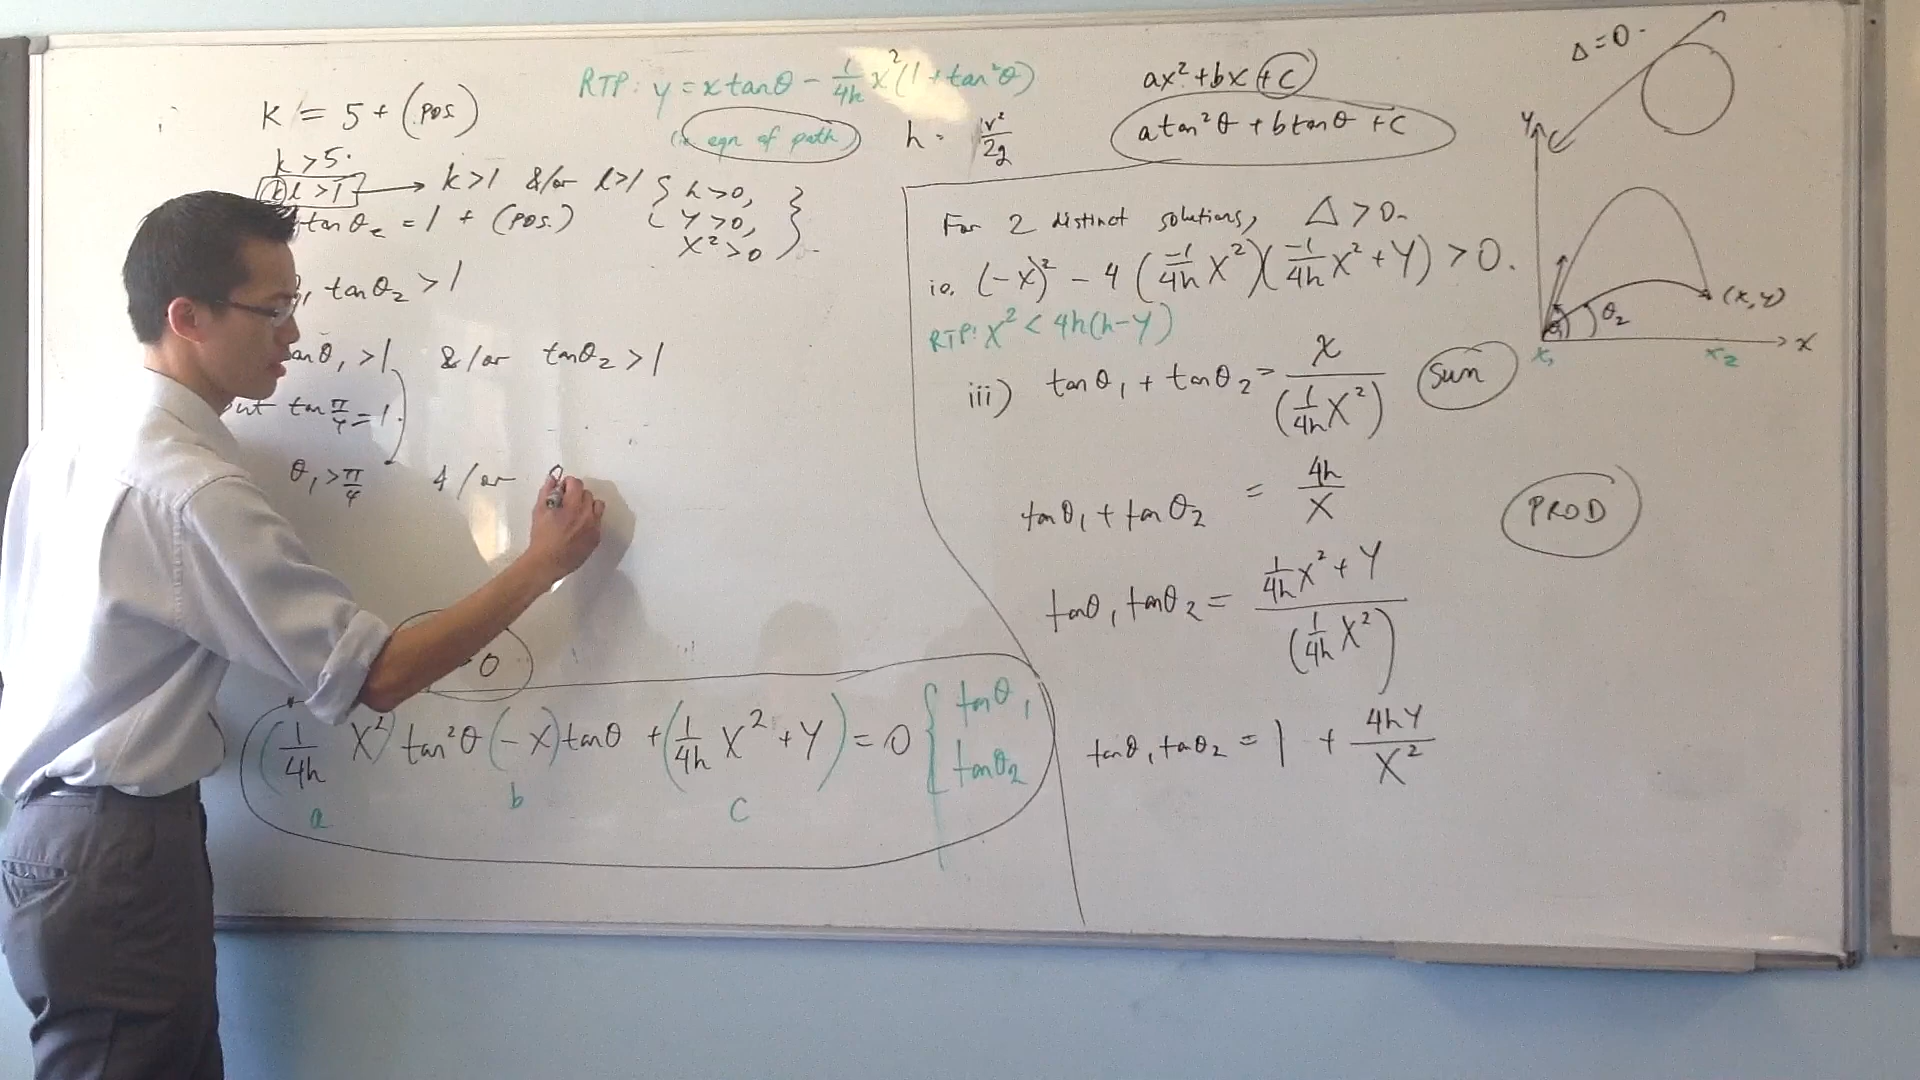 K = 5 + (pos)
k > 5.
kl > 1 → k>1 &/or l>1 { h>0, Y>0, X²>0 }
tanθ₂ = 1 + (pos.)
tanθ₂ > 1
tanθ₁ > 1 &/or tanθ₂ > 1
but tan π/4 = 1.
θ₁ > π/4 &/or θ
0
(1/4h X²) tan²θ (-X) tanθ + (1/4h X² + Y) = 0 { tanθ₁, tanθ₂
a b c
RTP: y = x tanθ - 1/4h x² (1 + tan²θ)
(ie eqn of path) h = v²/2g
ax² + bx + c
a tan²θ + b tanθ + c
For 2 distinct solutions, Δ > 0.
ie. (-X)² - 4 (-1/4h X²)(-1/4h X² + Y) > 0.
RTP: X² < 4h(h-Y)
iii) tanθ₁ + tanθ₂ = X/(1/4h X²) Sum
tanθ₁ + tanθ₂ = 4h/X PROD
tanθ₁ tanθ₂ = (1/4h X² + Y)/(1/4h X²)
tanθ₁ tanθ₂ = 1 + 4hY/X²
Δ = 0.
Y
(X, Y)
θ₂
x
x₁ x₂